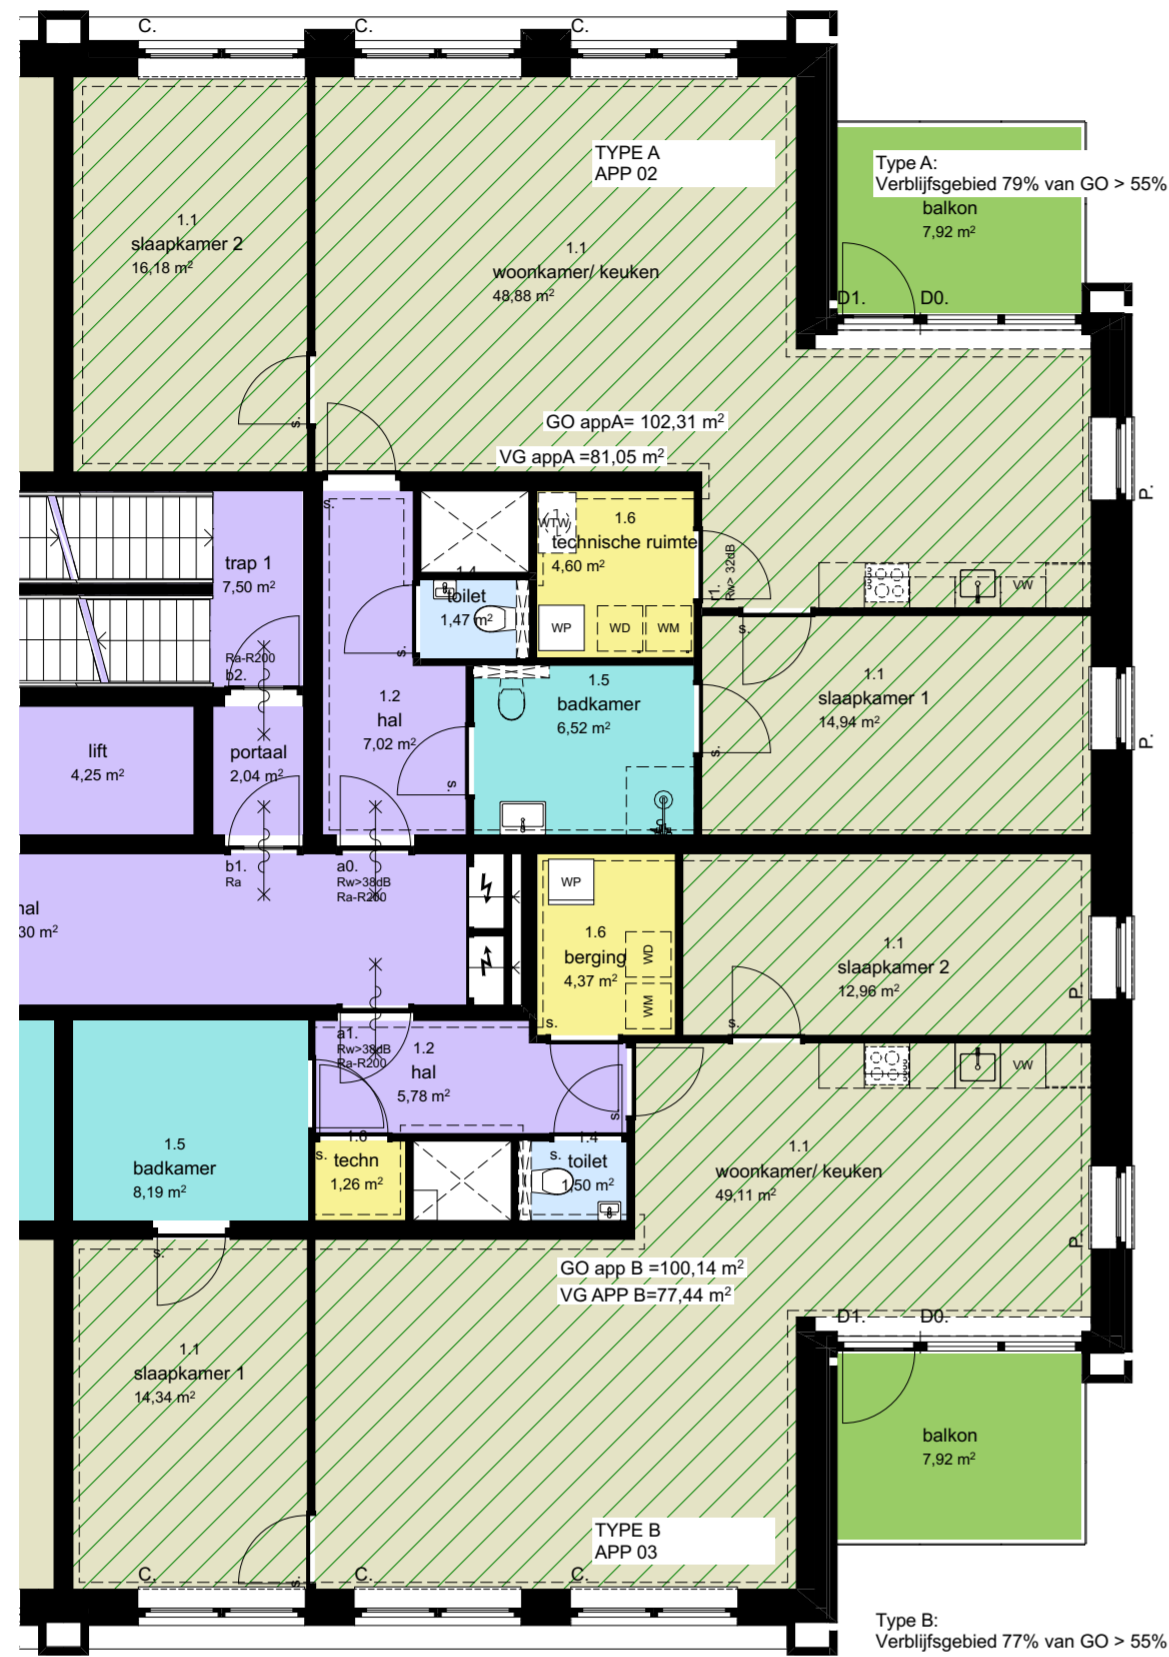 C.
C.
C.
TYPE A
APP 02
Type A:
Verblijfsgebied 79% van GO > 55%
balkon
7,92 m²
1.1
slaapkamer 2
16,18 m²
1.1
woonkamer/ keuken
48,88 m²
D1.
D0.
s.
GO appA= 102,31 m²
VG appA =81,05 m²
P.
s.
WTW
1.6
technische ruimte
4,60 m²
r1.
Rw> 32dB
trap 1
7,50 m²
1.4
toilet
1,47 m²
WP
WD
WM
VW
s.
s.
Ra-R200
b2.
1.2
hal
7,02 m²
1.5
badkamer
6,52 m²
1.1
slaapkamer 1
14,94 m²
P.
s.
s.
lift
4,25 m²
portaal
2,04 m²
b1.
Ra
a0.
Rw>38dB
Ra-R200
hal
30 m²
WP
1.6
berging
4,37 m²
WD
WM
1.1
slaapkamer 2
12,96 m²
P.
s.
s.
a1.
Rw>38dB
Ra-R200
1.2
hal
5,78 m²
VW
s.
1.5
badkamer
8,19 m²
s.
1.6
techn
1,26 m²
s.
1.4
toilet
1,50 m²
1.1
woonkamer/ keuken
49,11 m²
P.
s.
GO app B =100,14 m²
VG APP B=77,44 m²
D1.
D0.
1.1
slaapkamer 1
14,34 m²
balkon
7,92 m²
TYPE B
APP 03
s.
C.
C.
C.
Type B:
Verblijfsgebied 77% van GO > 55%